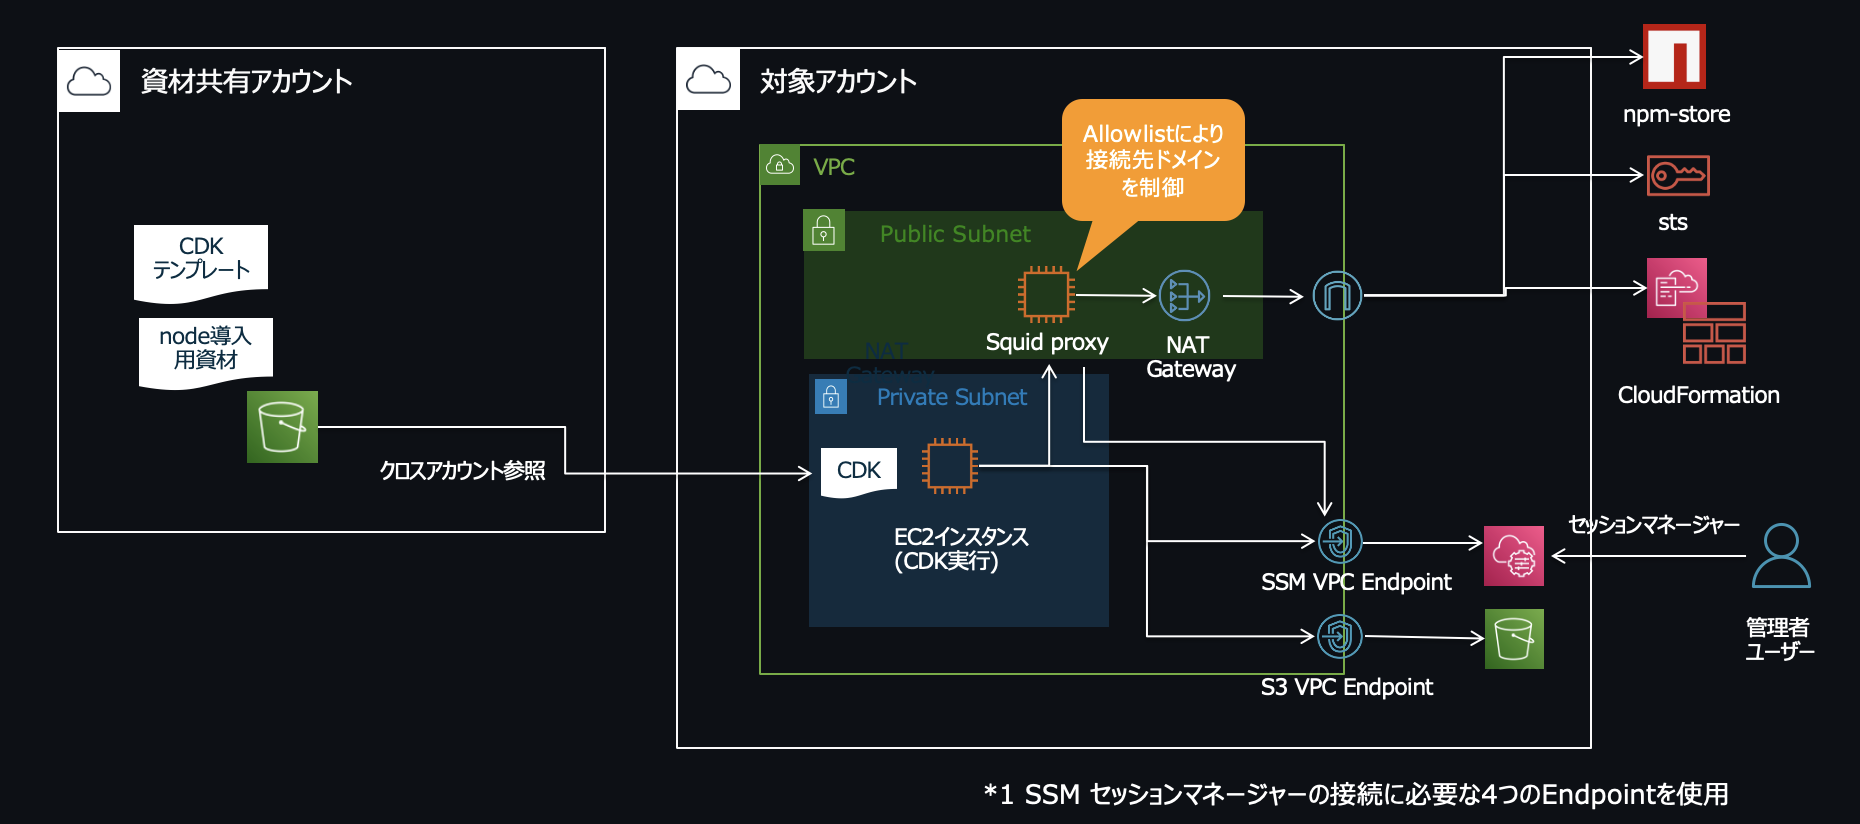 資材共有アカウント
CDK
テンプレート
node導入
用資材
クロスアカウント参照
対象アカウント
Allowlistにより
接続先ドメイン
を制御
VPC
Public Subnet
Squid proxy
NAT
Gateway
NAT
Gateway
Private Subnet
CDK
EC2インスタンス
(CDK実行)
SSM VPC Endpoint
S3 VPC Endpoint
npm-store
sts
CloudFormation
セッションマネージャー
管理者
ユーザー
*1 SSM セッションマネージャーの接続に必要な4つのEndpointを使用